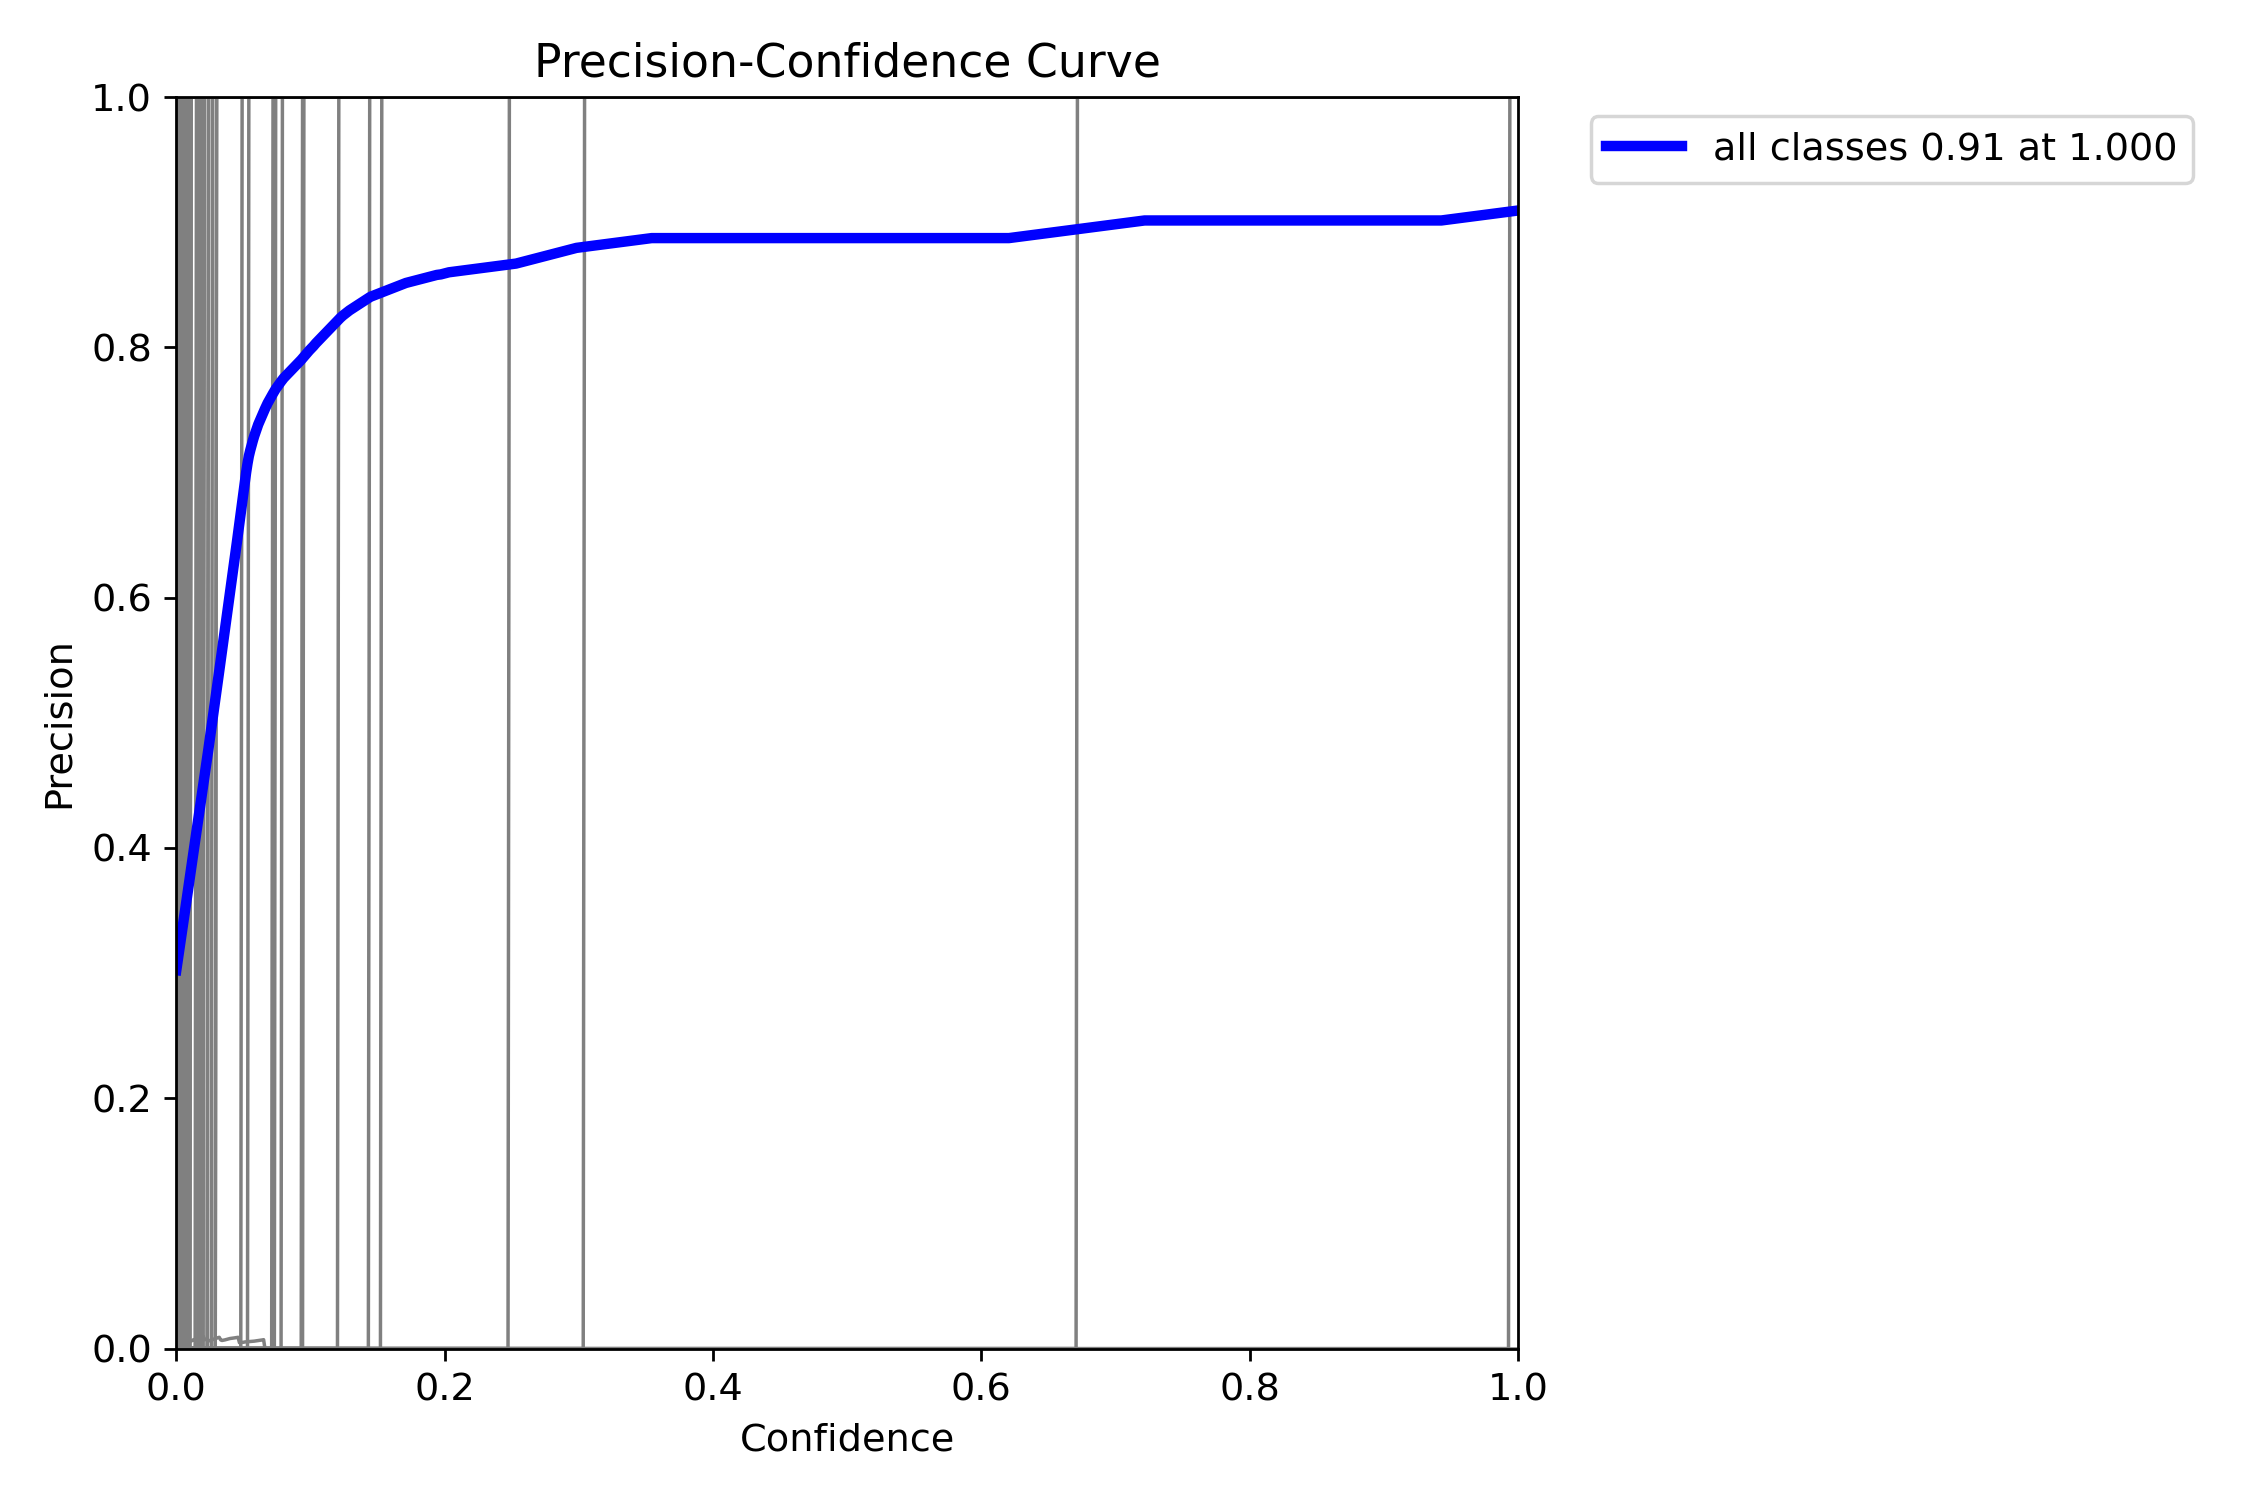 Precision-Confidence Curve
all classes 0.91 at 1.000
1.0
0.8
0.6
0.4
0.2
0.0
Precision
0.0 0.2 0.4 0.6 0.8 1.0
Confidence